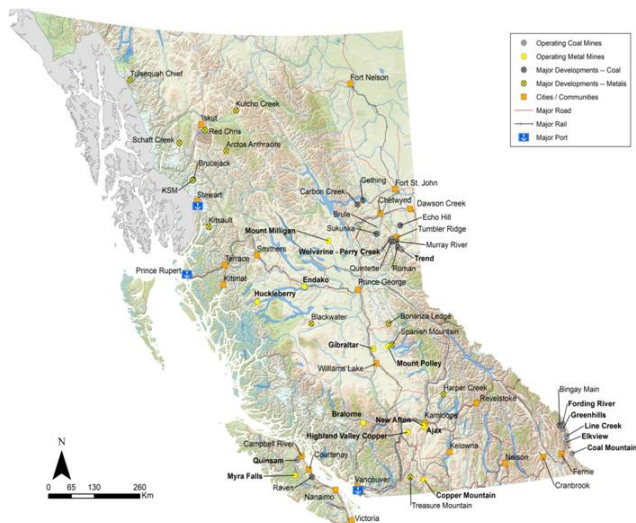 Operating Coal Mines
Operating Metal Mines
Major Developments -- Coal
Major Developments -- Metals
Cities / Communities
Major Road
Major Rail
Major Port
Tulsequah Chief
Fort Nelson
Kutcho Creek
Iskut
Red Chris
Schaft Creek
Arctos Anthracite
Brucejack
KSM
Stewart
Gething
Carbon Creek
Fort St. John
Chetwynd
Dawson Creek
Brule
Echo Hill
Kitsault
Sukunka
Tumbler Ridge
Mount Milligan
Murray River
Wolverine - Perry Creek
Smithers
Trend
Quintette
Roman
Terrace
Prince Rupert
Kitimat
Endako
Prince George
Huckleberry
Blackwater
Bonanza Ledge
Spanish Mountain
Gibraltar
Mount Polley
Williams Lake
Harper Creek
Revelstoke
Bingay Main
Fording River
Greenhills
Bralorne
New Afton
Kamloops
Ajax
Line Creek
Highland Valley Copper
Elkview
Campbell River
Kelowna
Coal Mountain
Courtenay
Quinsam
Nelson
Fernie
Myra Falls
Cranbrook
Raven
Vancouver
Copper Mountain
Nanaimo
Treasure Mountain
Victoria
N
0 65 130 260
Km